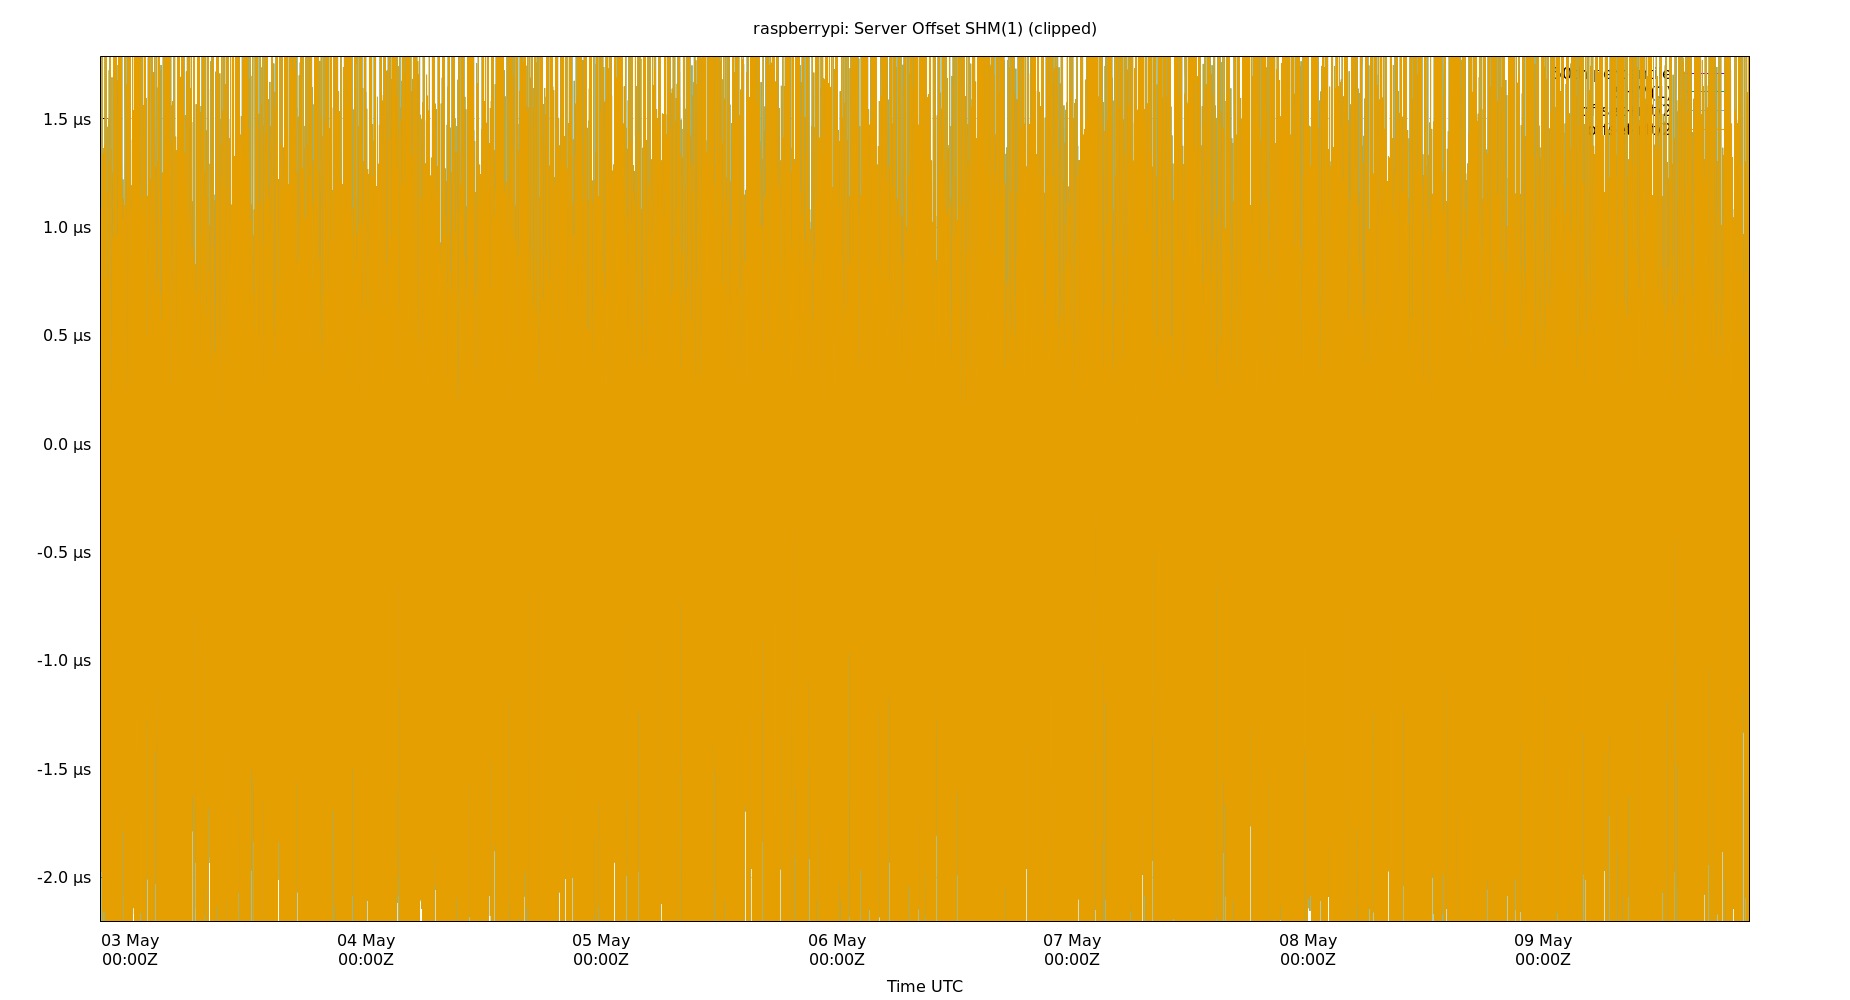 raspberrypi: Server Offset SHM(1) (clipped)
1.5 µs
1.0 µs
0.5 µs
0.0 µs
-0.5 µs
-1.0 µs
-1.5 µs
-2.0 µs
03 May 04 May 05 May 06 May 07 May 08 May 09 May
00:00Z 00:00Z 00:00Z 00:00Z 00:00Z 00:00Z 00:00Z
Time UTC